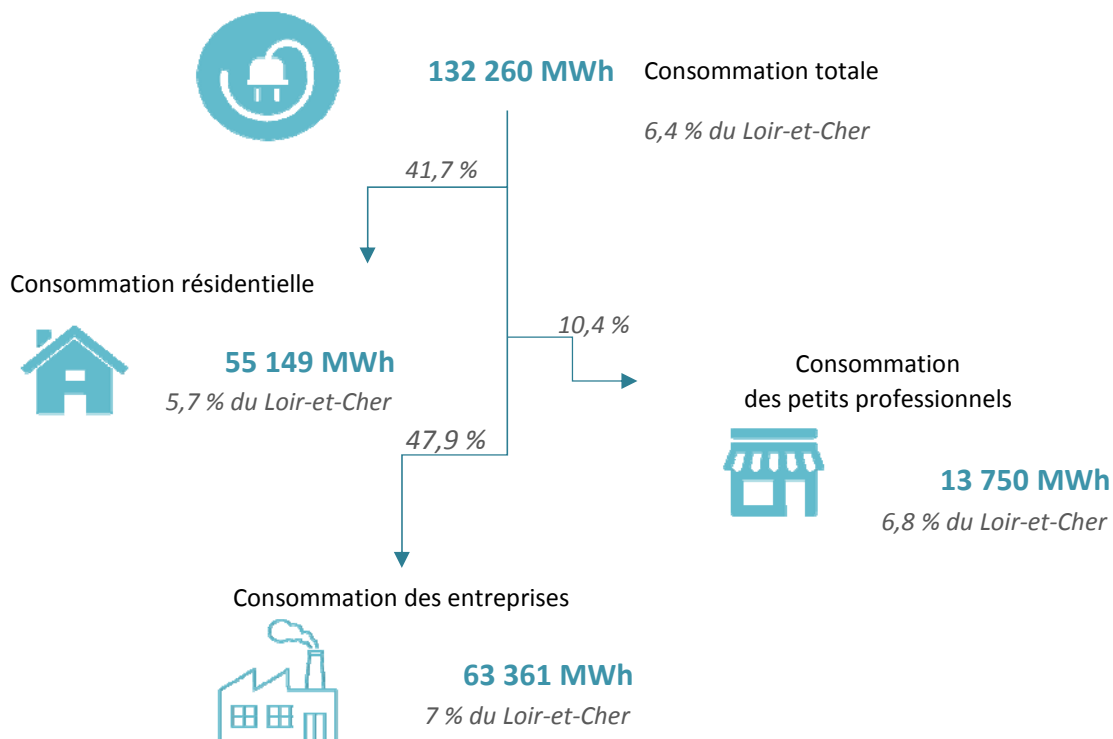 132 260 MWh Consommation totale
6,4 % du Loir-et-Cher
41,7 %
Consommation résidentielle
55 149 MWh
5,7 % du Loir-et-Cher
10,4 %
Consommation
des petits professionnels
13 750 MWh
6,8 % du Loir-et-Cher
47,9 %
Consommation des entreprises
63 361 MWh
7 % du Loir-et-Cher